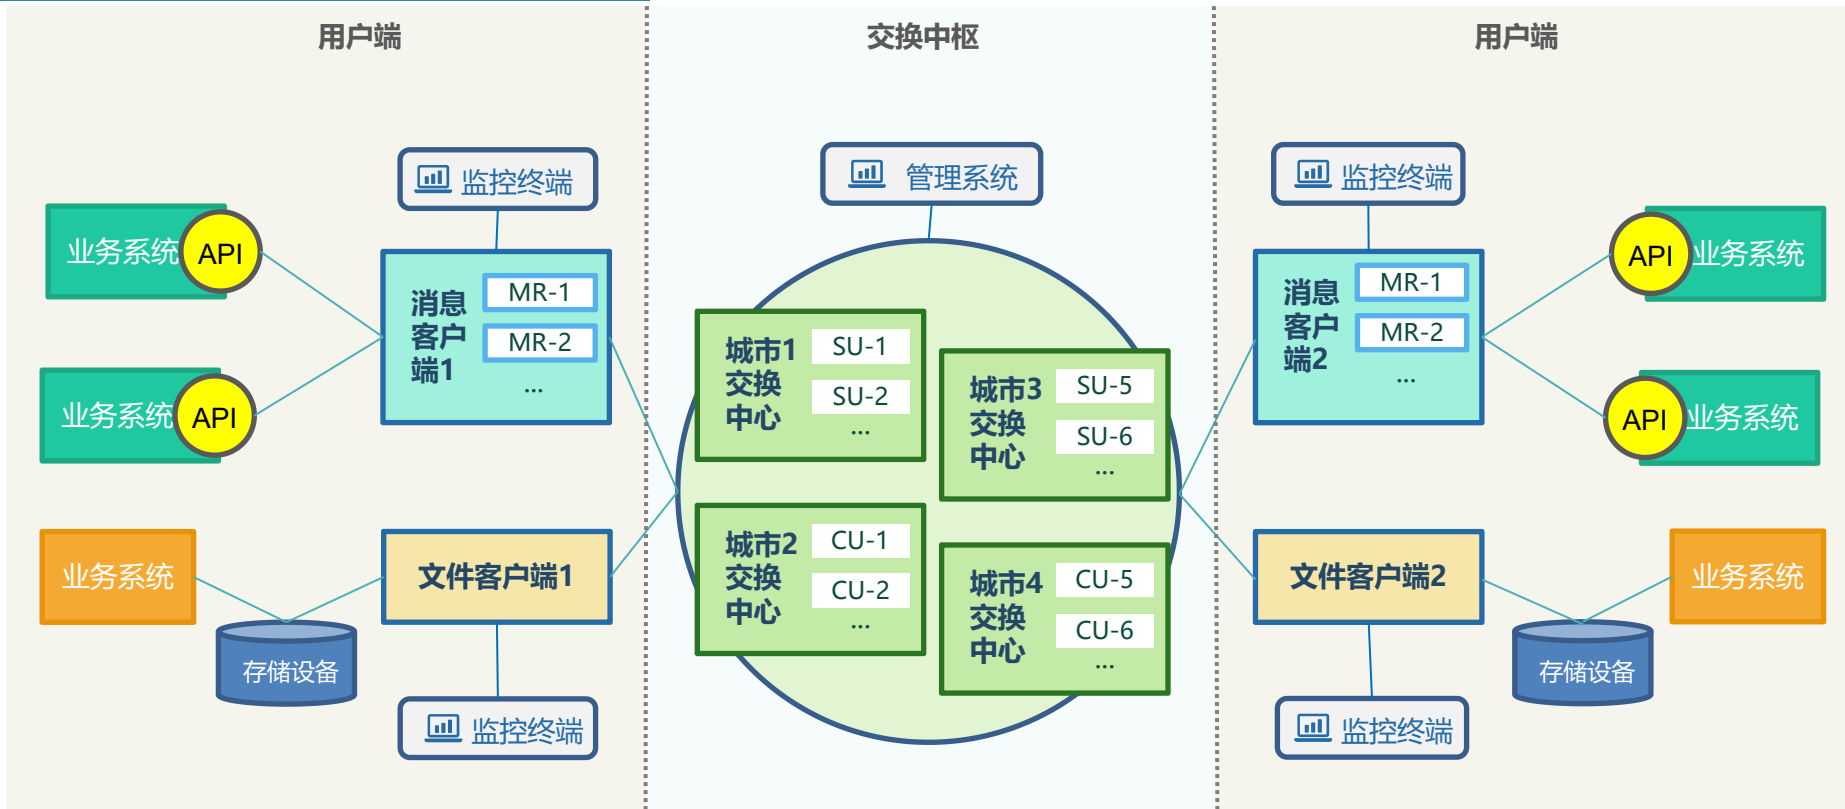 用户端
交换中枢
用户端
监控终端
管理系统
监控终端
业务系统
API
业务系统
API
消息
客户
端1
MR-1
MR-2
...
城市1
交换
中心
SU-1
SU-2
...
城市3
交换
中心
SU-5
SU-6
...
城市2
交换
中心
CU-1
CU-2
...
城市4
交换
中心
CU-5
CU-6
...
消息
客户
端2
MR-1
MR-2
...
API
业务系统
API
业务系统
业务系统
文件客户端1
存储设备
监控终端
文件客户端2
业务系统
存储设备
监控终端